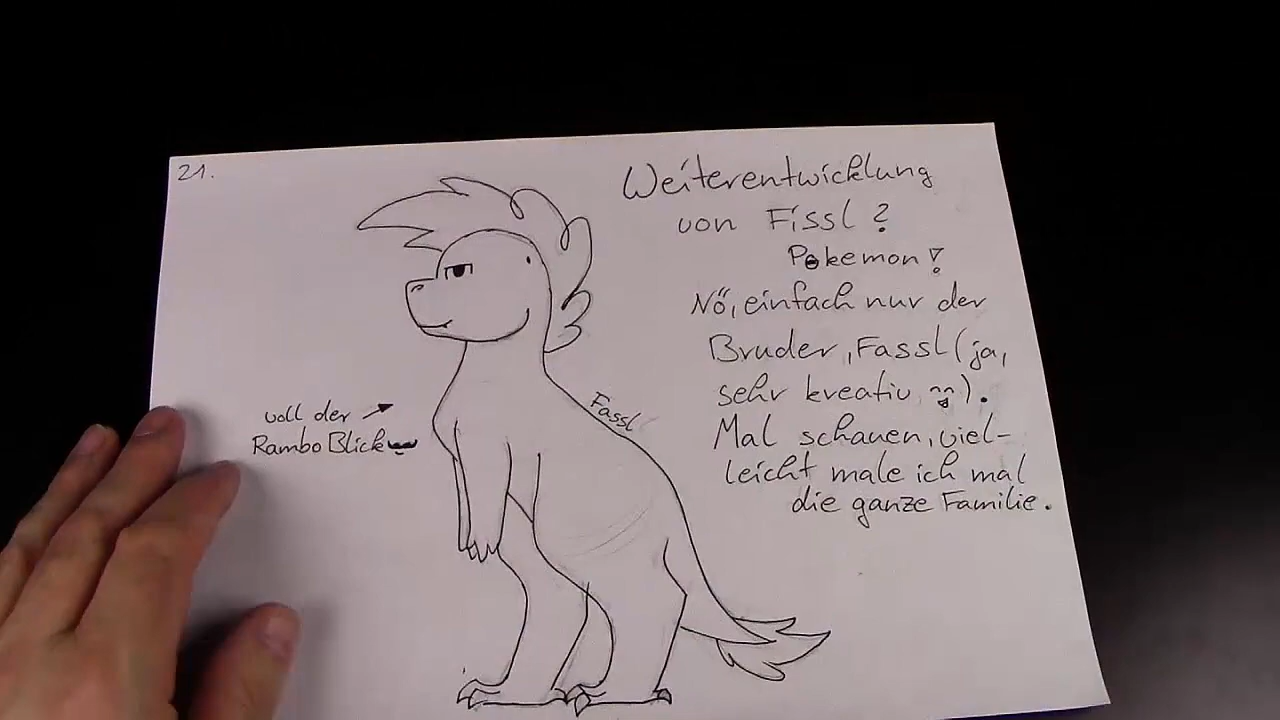 21.
Weiterentwicklung
von Fissl?
Pokemon!
Nö, einfach nur der
Bruder, Fassl (ja,
sehr kreativ ^^).
Mal schauen, viel-
leicht male ich mal
die ganze Familie.
Fassl
voll der
Rambo Blick